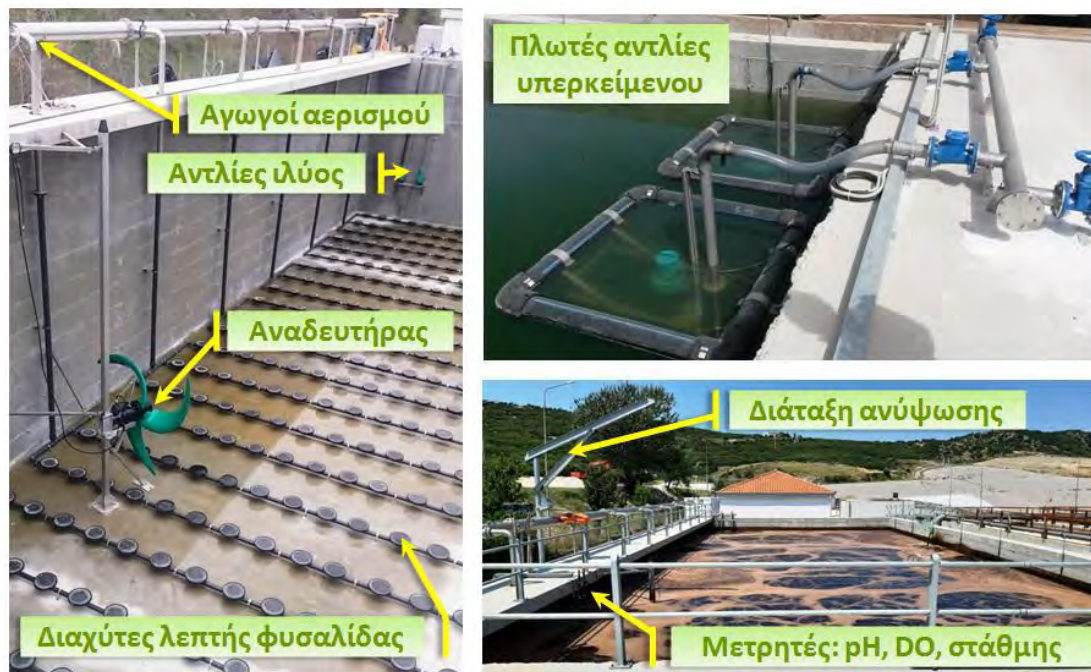 Αγωγοί αερισμού
Αντλίες ιλύος
Αναδευτήρας
Διαχύτες λεπτής φυσαλίδας
Πλωτές αντλίες
υπερκείμενου
Διάταξη ανύψωσης
Μετρητές: pH, DO, στάθμης